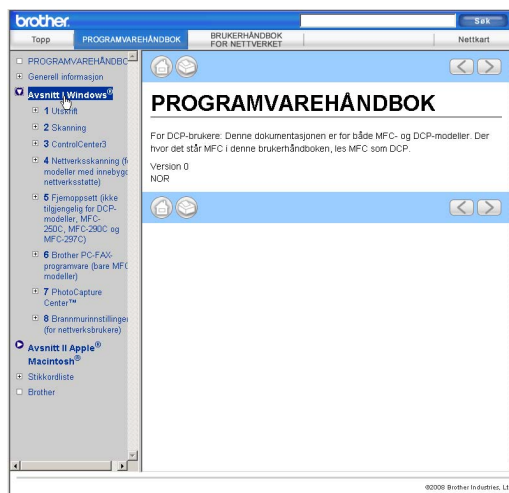 brother.
Søk
Topp
PROGRAMVAREHÅNDBOK
BRUKERHÅNDBOK
FOR NETTVERKET
Nettkart
PROGRAMVAREHÅNDBO
Generell informasjon
Avsnitt I Windows®
1 Utskrift
2 Skanning
3 ControlCenter3
4 Nettverksskanning (fo
modeller med innebygd
nettverksstøtte)
5 Fjernoppsett (ikke
tilgjengelig for DCP-
modeller, MFC-
250C, MFC-290C og
MFC-297C)
6 Brother PC-FAX-
programvare (bare MFC
modeller)
7 PhotoCapture
Center™
8 Brannmurinnstillinger
(for nettverksbrukere)
Avsnitt II Apple®
Macintosh®
Stikkordliste
Brother
PROGRAMVAREHÅNDBOK
For DCP-brukere: Denne dokumentasjonen er for både MFC- og DCP-modeller. Der
hvor det står MFC i denne brukerhåndboken, les MFC som DCP.
Version 0
NOR
©2008 Brother Industries, Lt